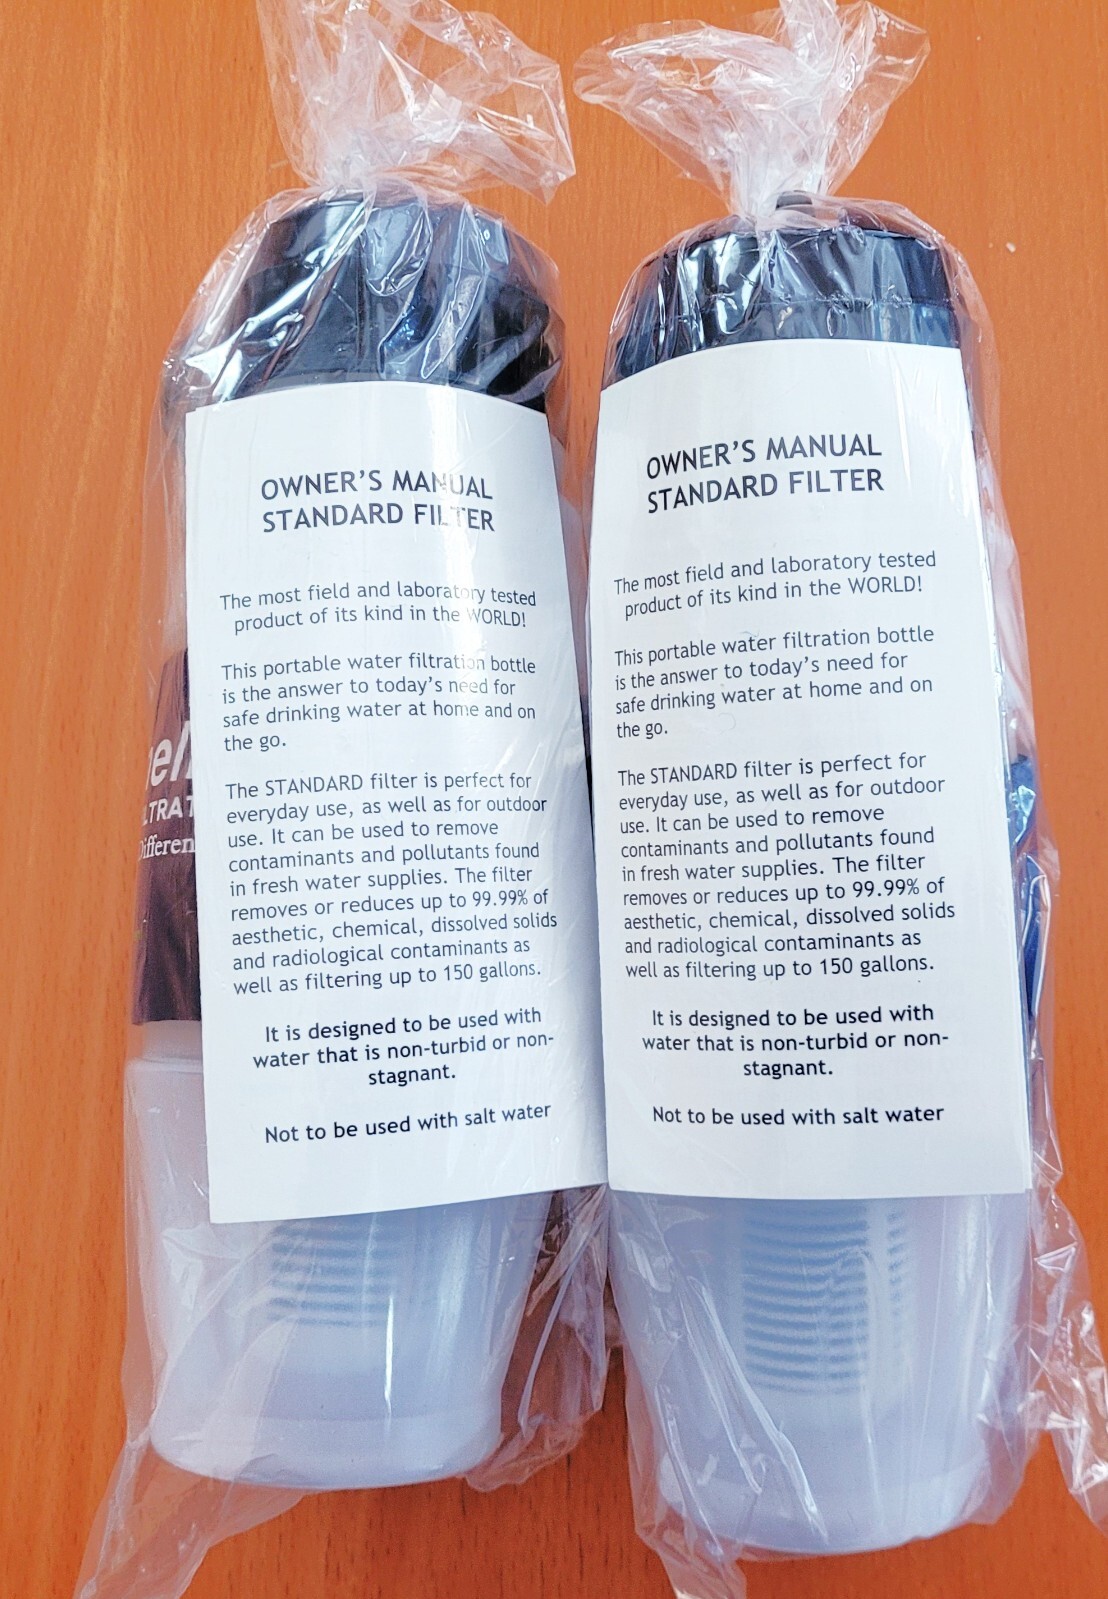 OWNER'S MANUAL
STANDARD FILTER
The most field and laboratory tested
product of its kind in the WORLD!
This portable water filtration bottle
is the answer to today's need for
safe drinking water at home and on
the go.
The STANDARD filter is perfect for
everyday use, as well as for outdoor
use. It can be used to remove
contaminants and pollutants found
in fresh water supplies. The filter
removes or reduces up to 99.99% of
aesthetic, chemical, dissolved solids
and radiological contaminants as
well as filtering up to 150 gallons.
It is designed to be used with
water that is non-turbid or non-
stagnant.
Not to be used with salt water
OWNER'S MANUAL
STANDARD FILTER
The most field and laboratory tested
product of its kind in the WORLD!
This portable water filtration bottle
is the answer to today's need for
safe drinking water at home and on
the go.
The STANDARD filter is perfect for
everyday use, as well as for outdoor
use. It can be used to remove
contaminants and pollutants found
in fresh water supplies. The filter
removes or reduces up to 99.99% of
aesthetic, chemical, dissolved solids
and radiological contaminants as
well as filtering up to 150 gallons.
It is designed to be used with
water that is non-turbid or non-
stagnant.
Not to be used with salt water